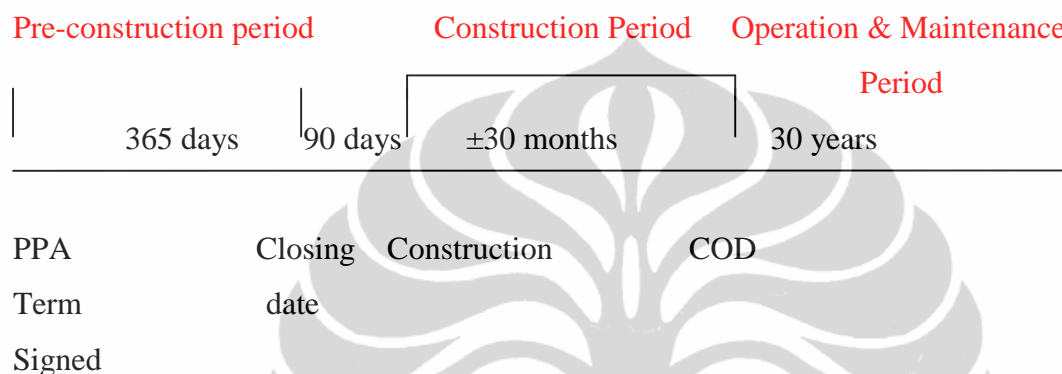 Pre-construction period Construction Period Operation & Maintenance
Period
365 days 90 days ±30 months 30 years
PPA Closing Construction COD
Term date
Signed